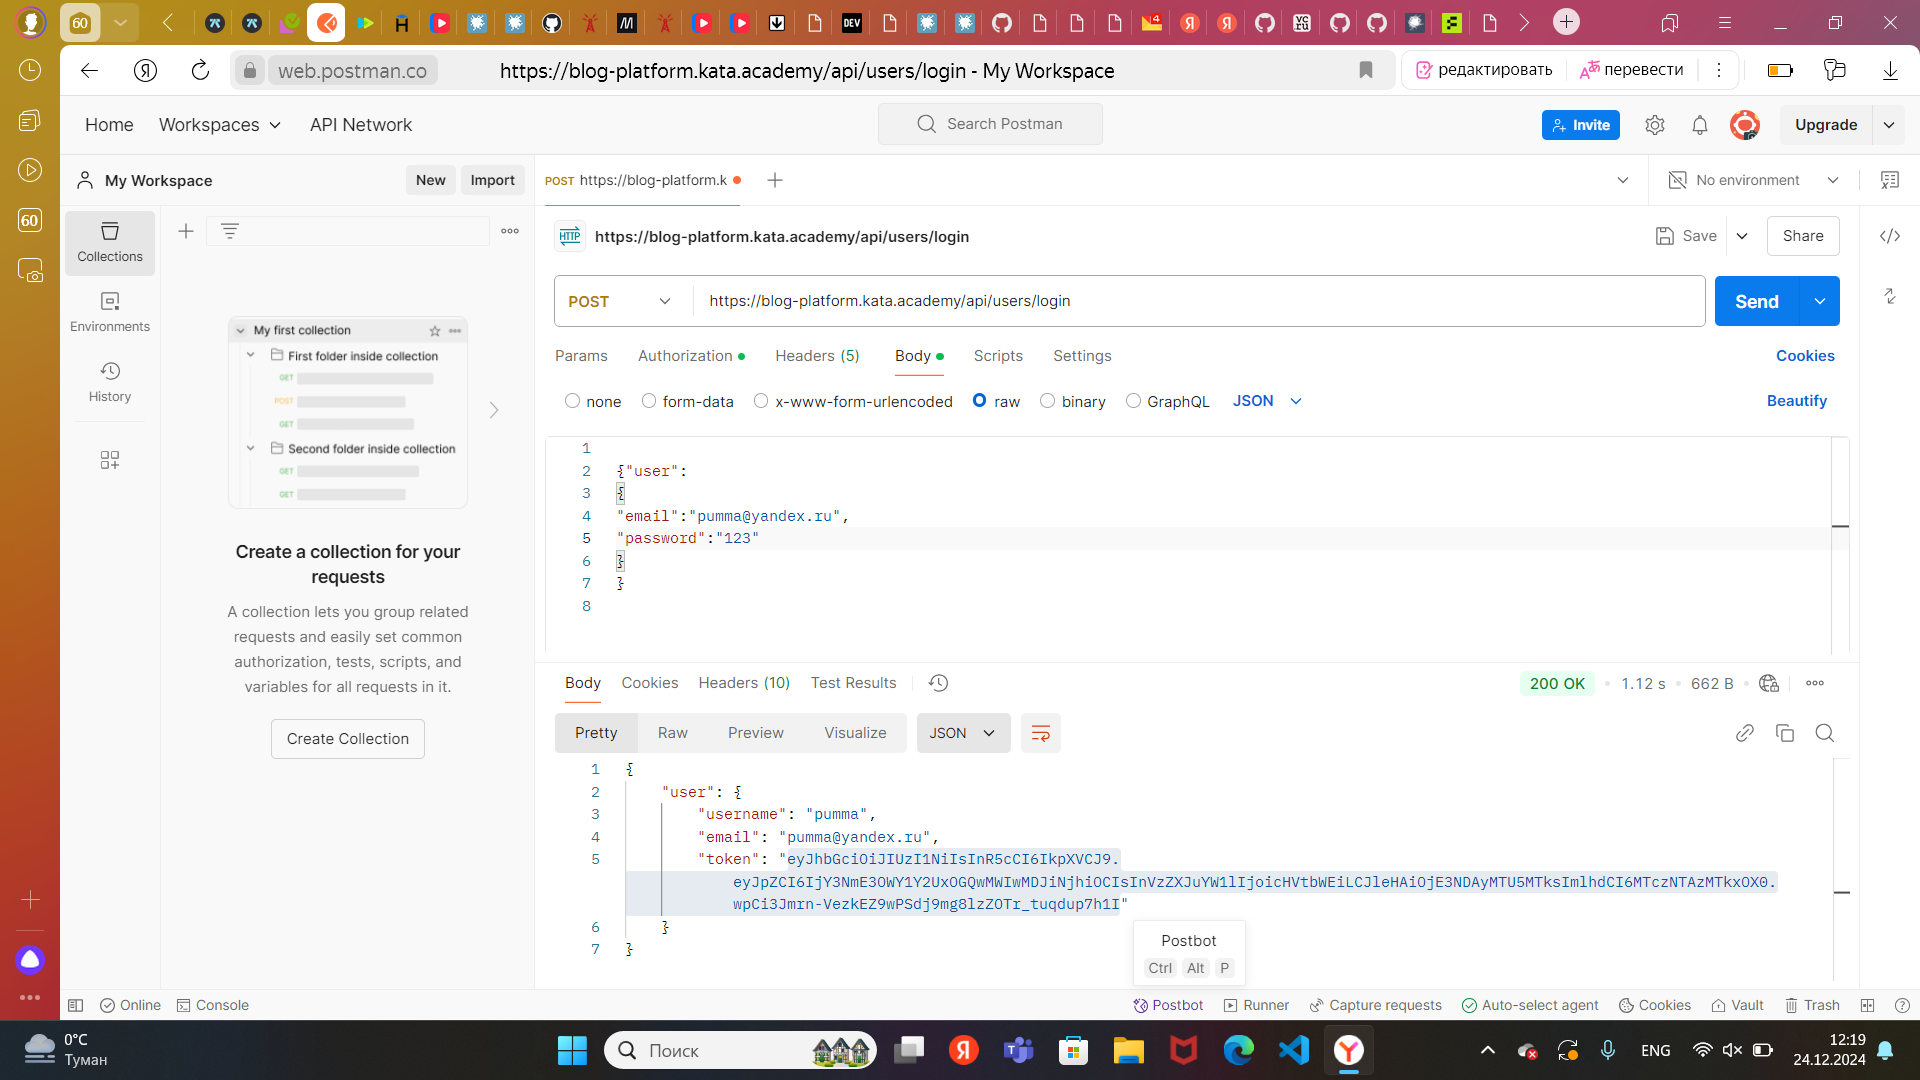 60
4
DEV
VC.RU
web.postman.co
https://blog-platform.kata.academy/api/users/login - My Workspace
редактировать
перевести
60
Home
Workspaces
API Network
Search Postman
Invite
Upgrade
My Workspace
New
Import
POST https://blog-platform.k
No environment
Collections
Environments
History
HTTP
https://blog-platform.kata.academy/api/users/login
Save
Share
POST
https://blog-platform.kata.academy/api/users/login
Send
Params
Authorization
Headers (5)
Body
Scripts
Settings
Cookies
none
form-data
x-www-form-urlencoded
raw
binary
GraphQL
JSON
Beautify
My first collection
First folder inside collection
GET
POST
GET
Second folder inside collection
GET
GET
Create a collection for your
requests
A collection lets you group related
requests and easily set common
authorization, tests, scripts, and
variables for all requests in it.
Create Collection
1
2 {"user":
3 {
4 "email":"pumma@yandex.ru",
5 "password":"123"
6 }
7 }
8
Body
Cookies
Headers (10)
Test Results
200 OK
1.12 s
662 B
Pretty
Raw
Preview
Visualize
JSON
1 {
2 "user": {
3 "username": "pumma",
4 "email": "pumma@yandex.ru",
5 "token": "eyJhbGciOiJIUzI1NiIsInR5cCI6IkpXVCJ9.
eyJpZCI6IjY3NmE3OWY1Y2UxOGQwMWIwMDJiNjhiOCIsInVzZXJuYW1lIjoicHVtbWEiLCJleHAiOjE3NDAyMTU5MTksImlhdCI6MTczNTAzMTkxOX0.
wpCi3Jmrn-VezkEZ9wPSdj9mg8lzZOTr_tuqdup7h1I"
6 }
7 }
Postbot
Ctrl Alt P
Online
Console
Postbot
Runner
Capture requests
Auto-select agent
Cookies
Vault
Trash
0°C
Туман
Поиск
ENG
12:19
24.12.2024